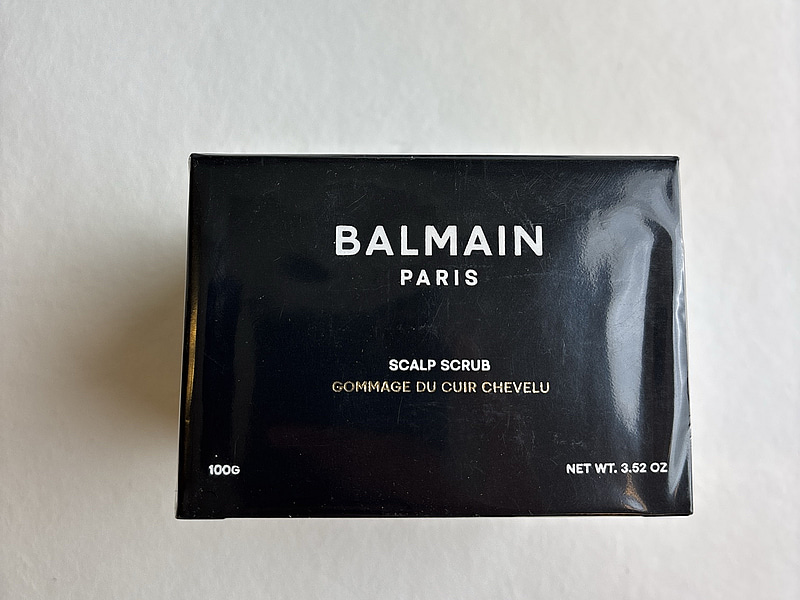 BALMAIN
PARIS
SCALP SCRUB
GOMMAGE DU CUIR CHEVELU
100G
NET WT. 3.52 OZ